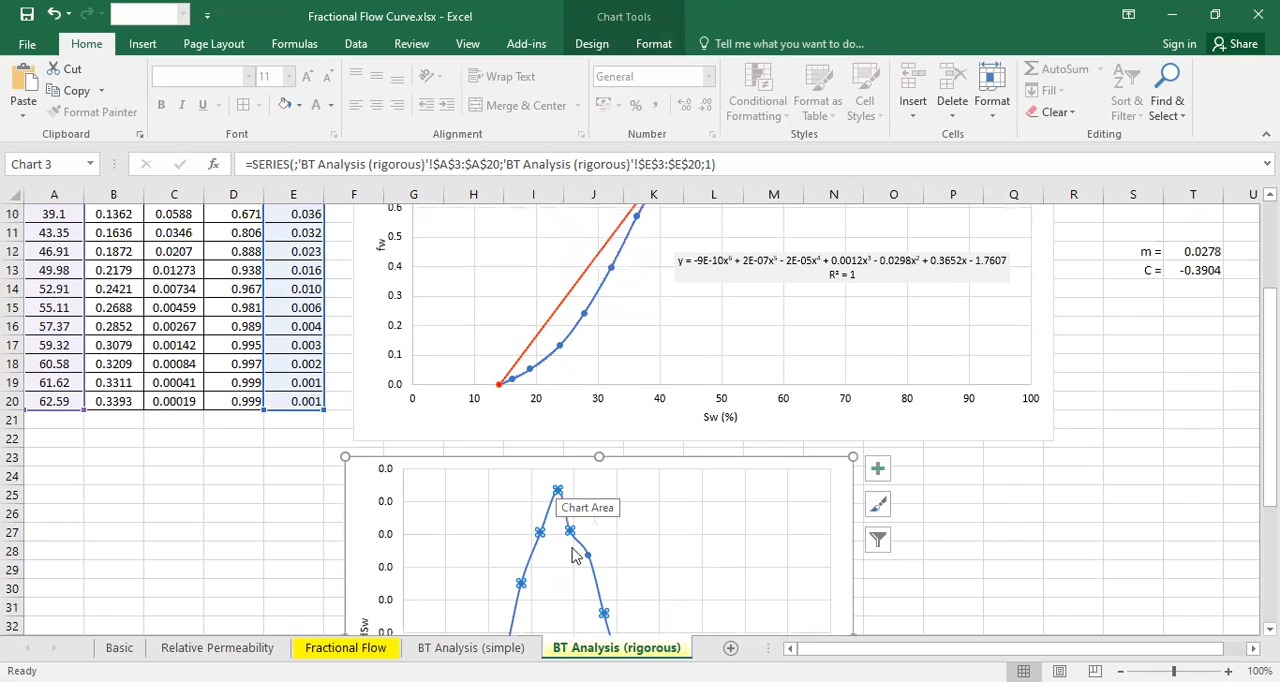 Fractional Flow Curve.xlsx - Excel
Chart Tools
File Home Insert Page Layout Formulas Data Review View Add-ins Design Format Tell me what you want to do... Sign in Share
Paste
Cut
Copy
Format Painter
Clipboard
11 A A
B I U A
Font
Wrap Text
Merge & Center
Alignment
General
% ,
Number
Conditional Formatting
Format as Table
Cell Styles
Styles
Insert Delete Format
Cells
AutoSum
Fill
Clear
Sort & Filter
Find & Select
Editing
Chart 3 fx =SERIES(;'BT Analysis (rigorous)'!$A$3:$A$20;'BT Analysis (rigorous)'!$E$3:$E$20;1)
A B C D E F G H I J K L M N O P Q R S T U
10 39.1 0.1362 0.0588 0.671 0.036
11 43.35 0.1636 0.0346 0.806 0.032
12 46.91 0.1872 0.0207 0.888 0.023
13 49.98 0.2179 0.01273 0.938 0.016
14 52.91 0.2421 0.00734 0.967 0.010
15 55.11 0.2688 0.00459 0.981 0.006
16 57.37 0.2852 0.00267 0.989 0.004
17 59.32 0.3079 0.00142 0.995 0.003
18 60.58 0.3209 0.00084 0.997 0.002
19 61.62 0.3311 0.00041 0.999 0.001
20 62.59 0.3393 0.00019 0.999 0.001
21
22
23
24
25
26
27
28
29
30
31
32
0.6
0.5
0.4
0.3
0.2
0.1
0.0
fw
0 10 20 30 40 50 60 70 80 90 100
Sw (%)
y = -9E-10x⁶ + 2E-07x⁵ - 2E-05x⁴ + 0.0012x³ - 0.0298x² + 0.3652x - 1.7607
R² = 1
m = 0.0278
C = -0.3904
0.0
0.0
0.0
0.0
0.0
0.0
dSw
Chart Area
Basic Relative Permeability Fractional Flow BT Analysis (simple) BT Analysis (rigorous)
Ready
100%